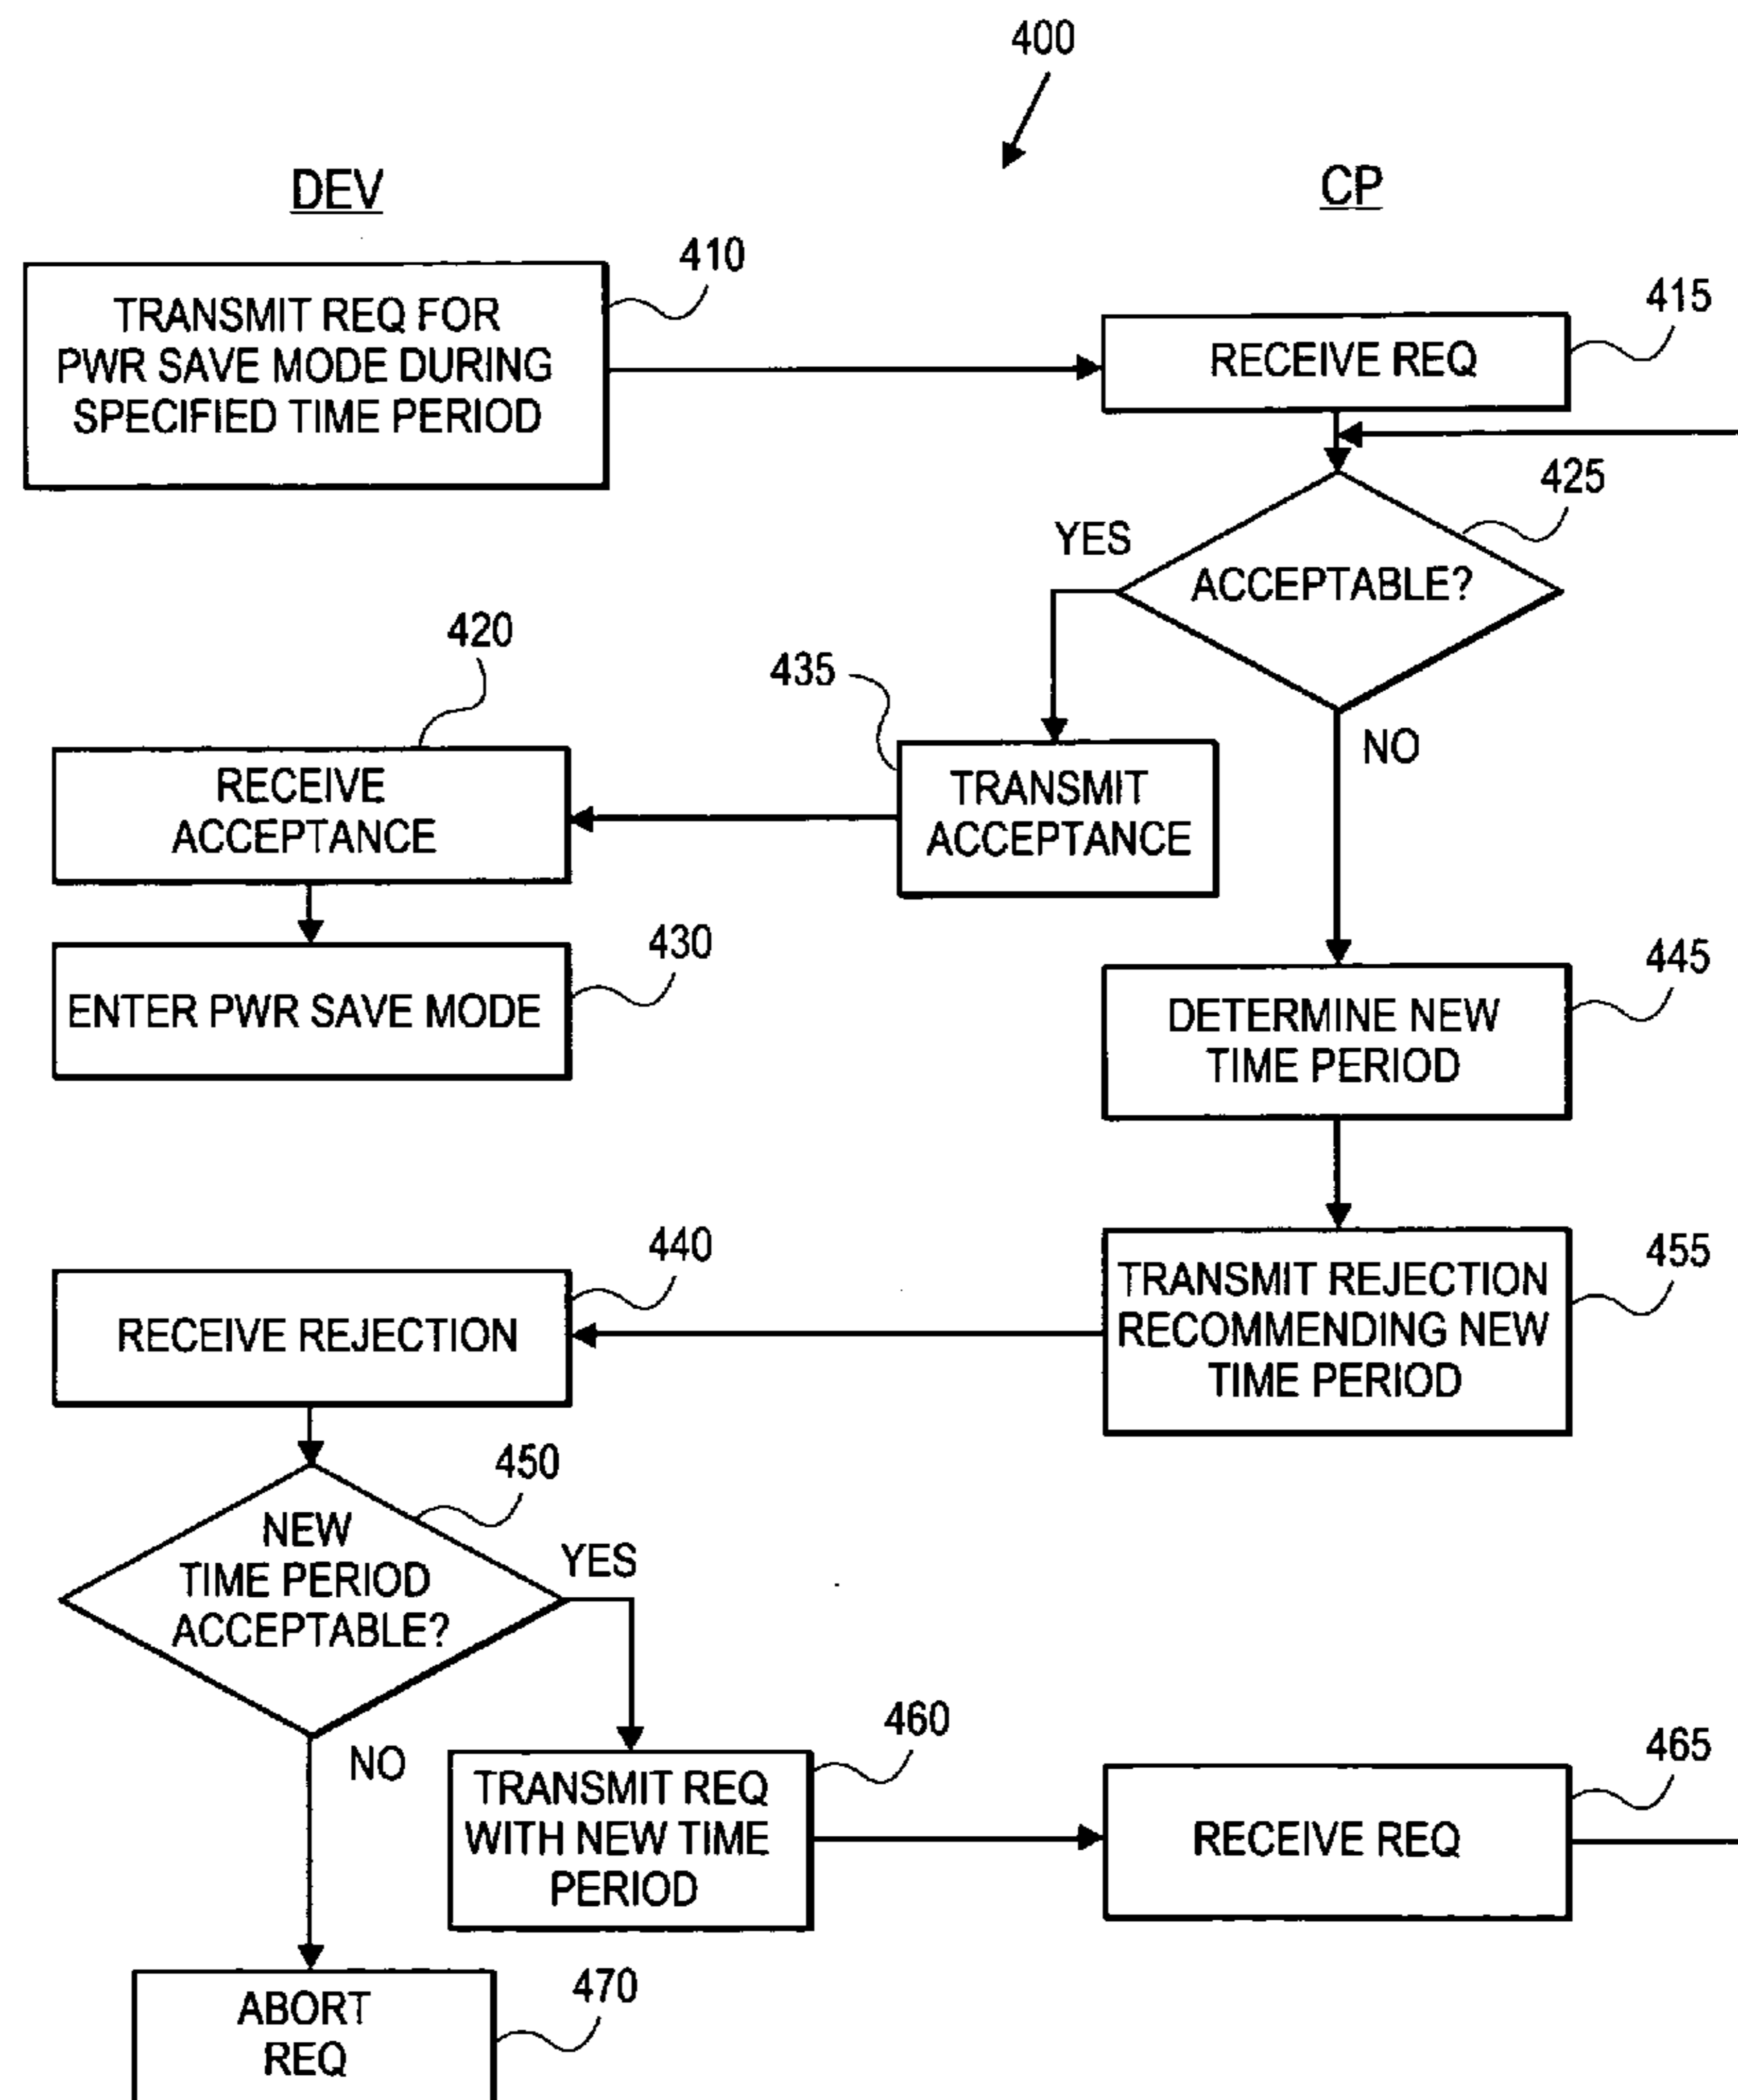 400
DEV
CP
410
TRANSMIT REQ FOR
PWR SAVE MODE DURING
SPECIFIED TIME PERIOD
415
RECEIVE REQ
425
YES
ACCEPTABLE?
NO
420
435
RECEIVE
ACCEPTANCE
TRANSMIT
ACCEPTANCE
430
ENTER PWR SAVE MODE
445
DETERMINE NEW
TIME PERIOD
440
RECEIVE REJECTION
455
TRANSMIT REJECTION
RECOMMENDING NEW
TIME PERIOD
450
NEW
TIME PERIOD
ACCEPTABLE?
YES
NO
460
TRANSMIT REQ
WITH NEW TIME
PERIOD
465
RECEIVE REQ
470
ABORT
REQ